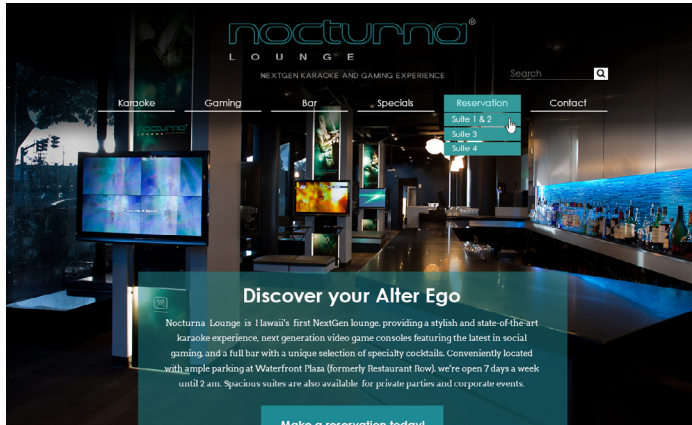 nocturna®
LOUNGE
NEXTGEN KARAOKE AND GAMING EXPERIENCE
Search
Karaoke Gaming Bar Specials Reservation Contact
Suite 1 & 2
Suite 3
Suite 4
nocturna
LOUNGE
Discover your Alter Ego
Nocturna Lounge is Hawaii's first NextGen lounge, providing a stylish and state-of-the-art
karaoke experience, next generation video game consoles featuring the latest in social
gaming, and a full bar with a unique selection of specialty cocktails. Conveniently located
with ample parking at Waterfront Plaza (formerly Restaurant Row), we're open 7 days a week
until 2 am. Spacious suites are also available for private parties and corporate events.
Make a reservation today!